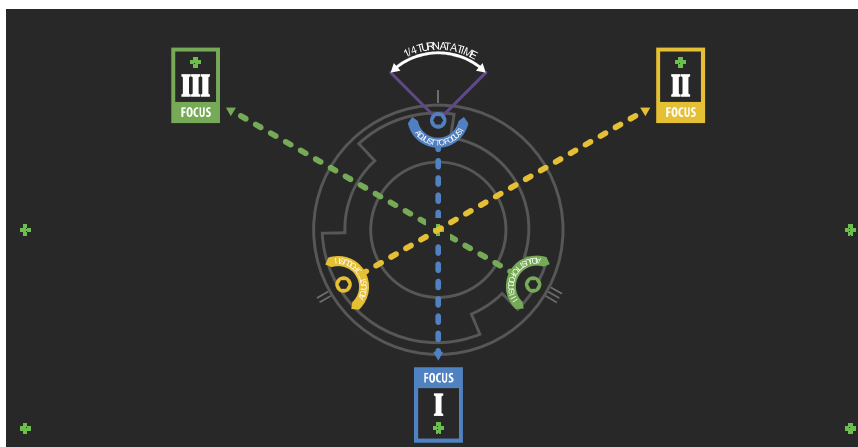 1/4 TURN AT A TIME
III
FOCUS
II
FOCUS
ADJUST TO FOCUS I
FOCUS
I